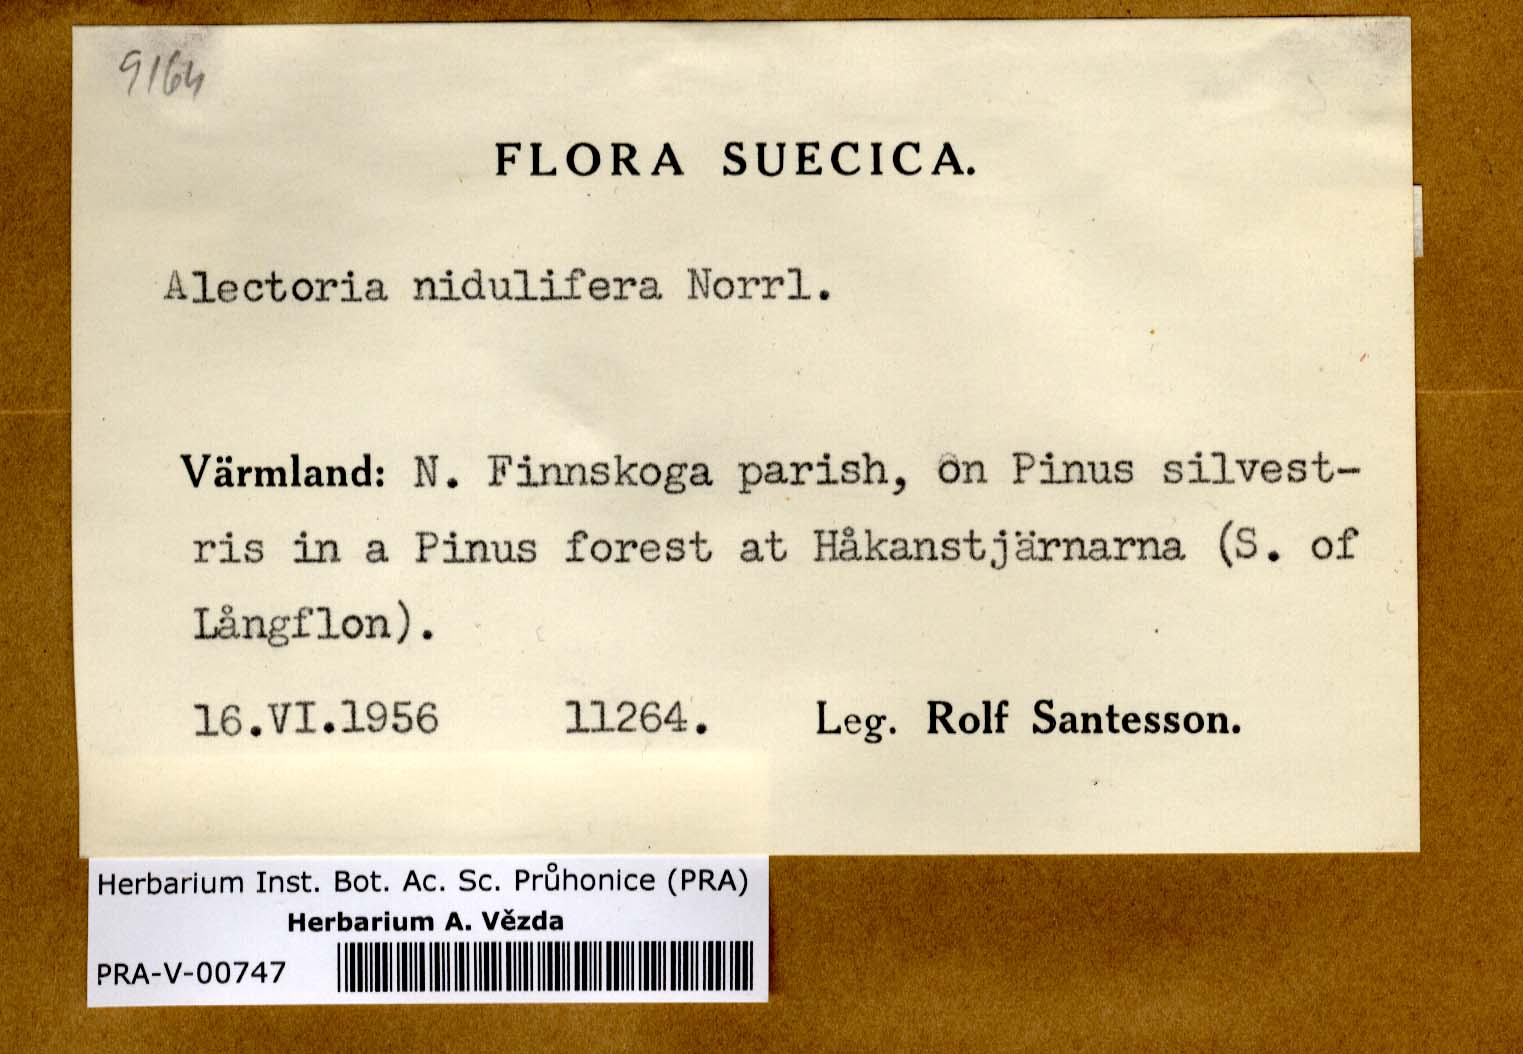 9164
FLORA SUECICA.
Alectoria nidulifera Norrl.
Värmland: N. Finnskoga parish, on Pinus silvest-
ris in a Pinus forest at Håkanstjärnarna (S. of
Långflon).
16.VI.1956 11264. Leg. Rolf Santesson.
Herbarium Inst. Bot. Ac. Sc. Průhonice (PRA)
Herbarium A. Vězda
PRA-V-00747